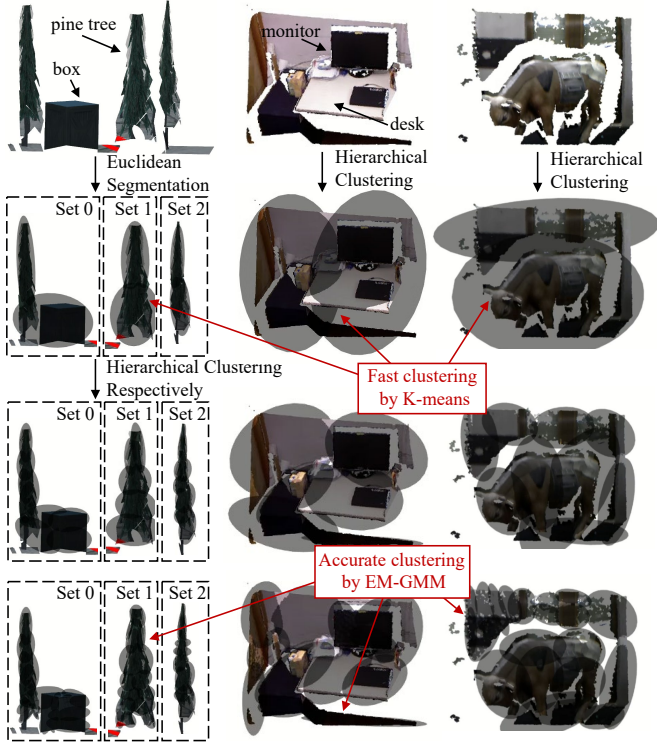 pine tree
box
monitor
desk
Euclidean
Segmentation
Hierarchical
Clustering
Hierarchical
Clustering
Set 0
Set 1
Set 2
Fast clustering
by K-means
Hierarchical Clustering
Respectively
Set 0
Set 1
Set 2
Accurate clustering
by EM-GMM
Set 0
Set 1
Set 2